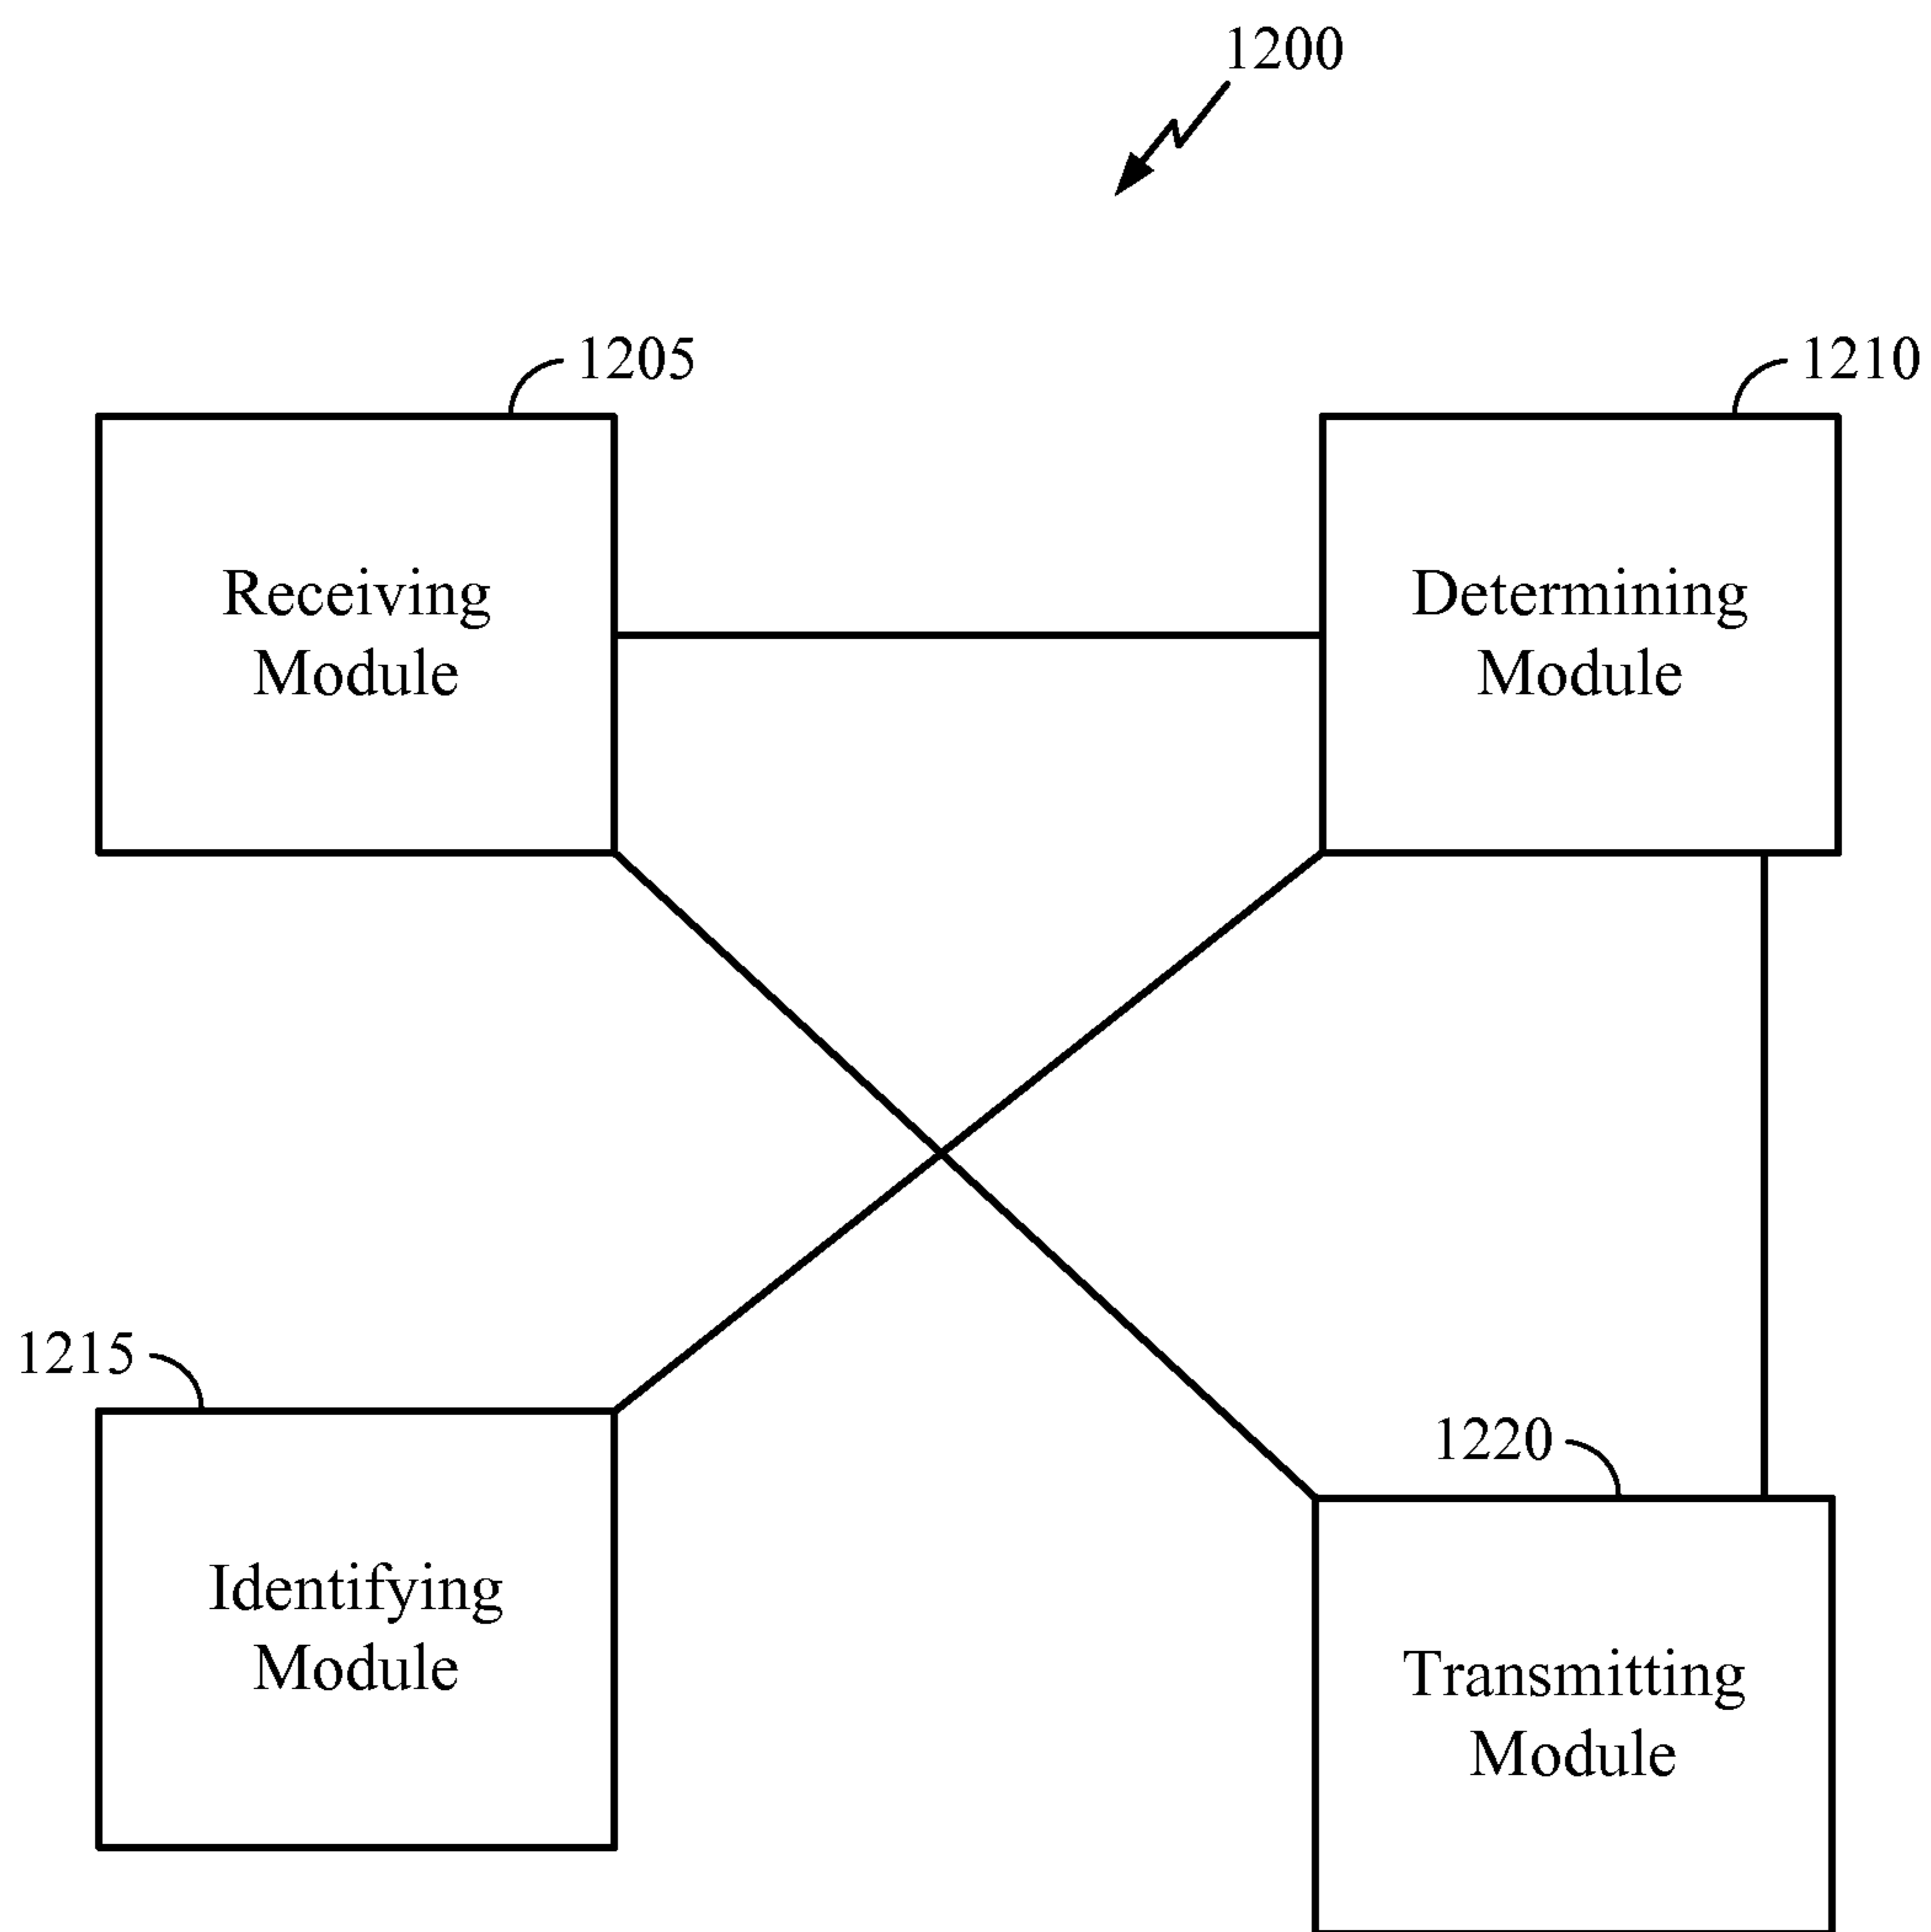 1200
1205
1210
Receiving
Module
Determining
Module
1215
1220
Identifying
Module
Transmitting
Module